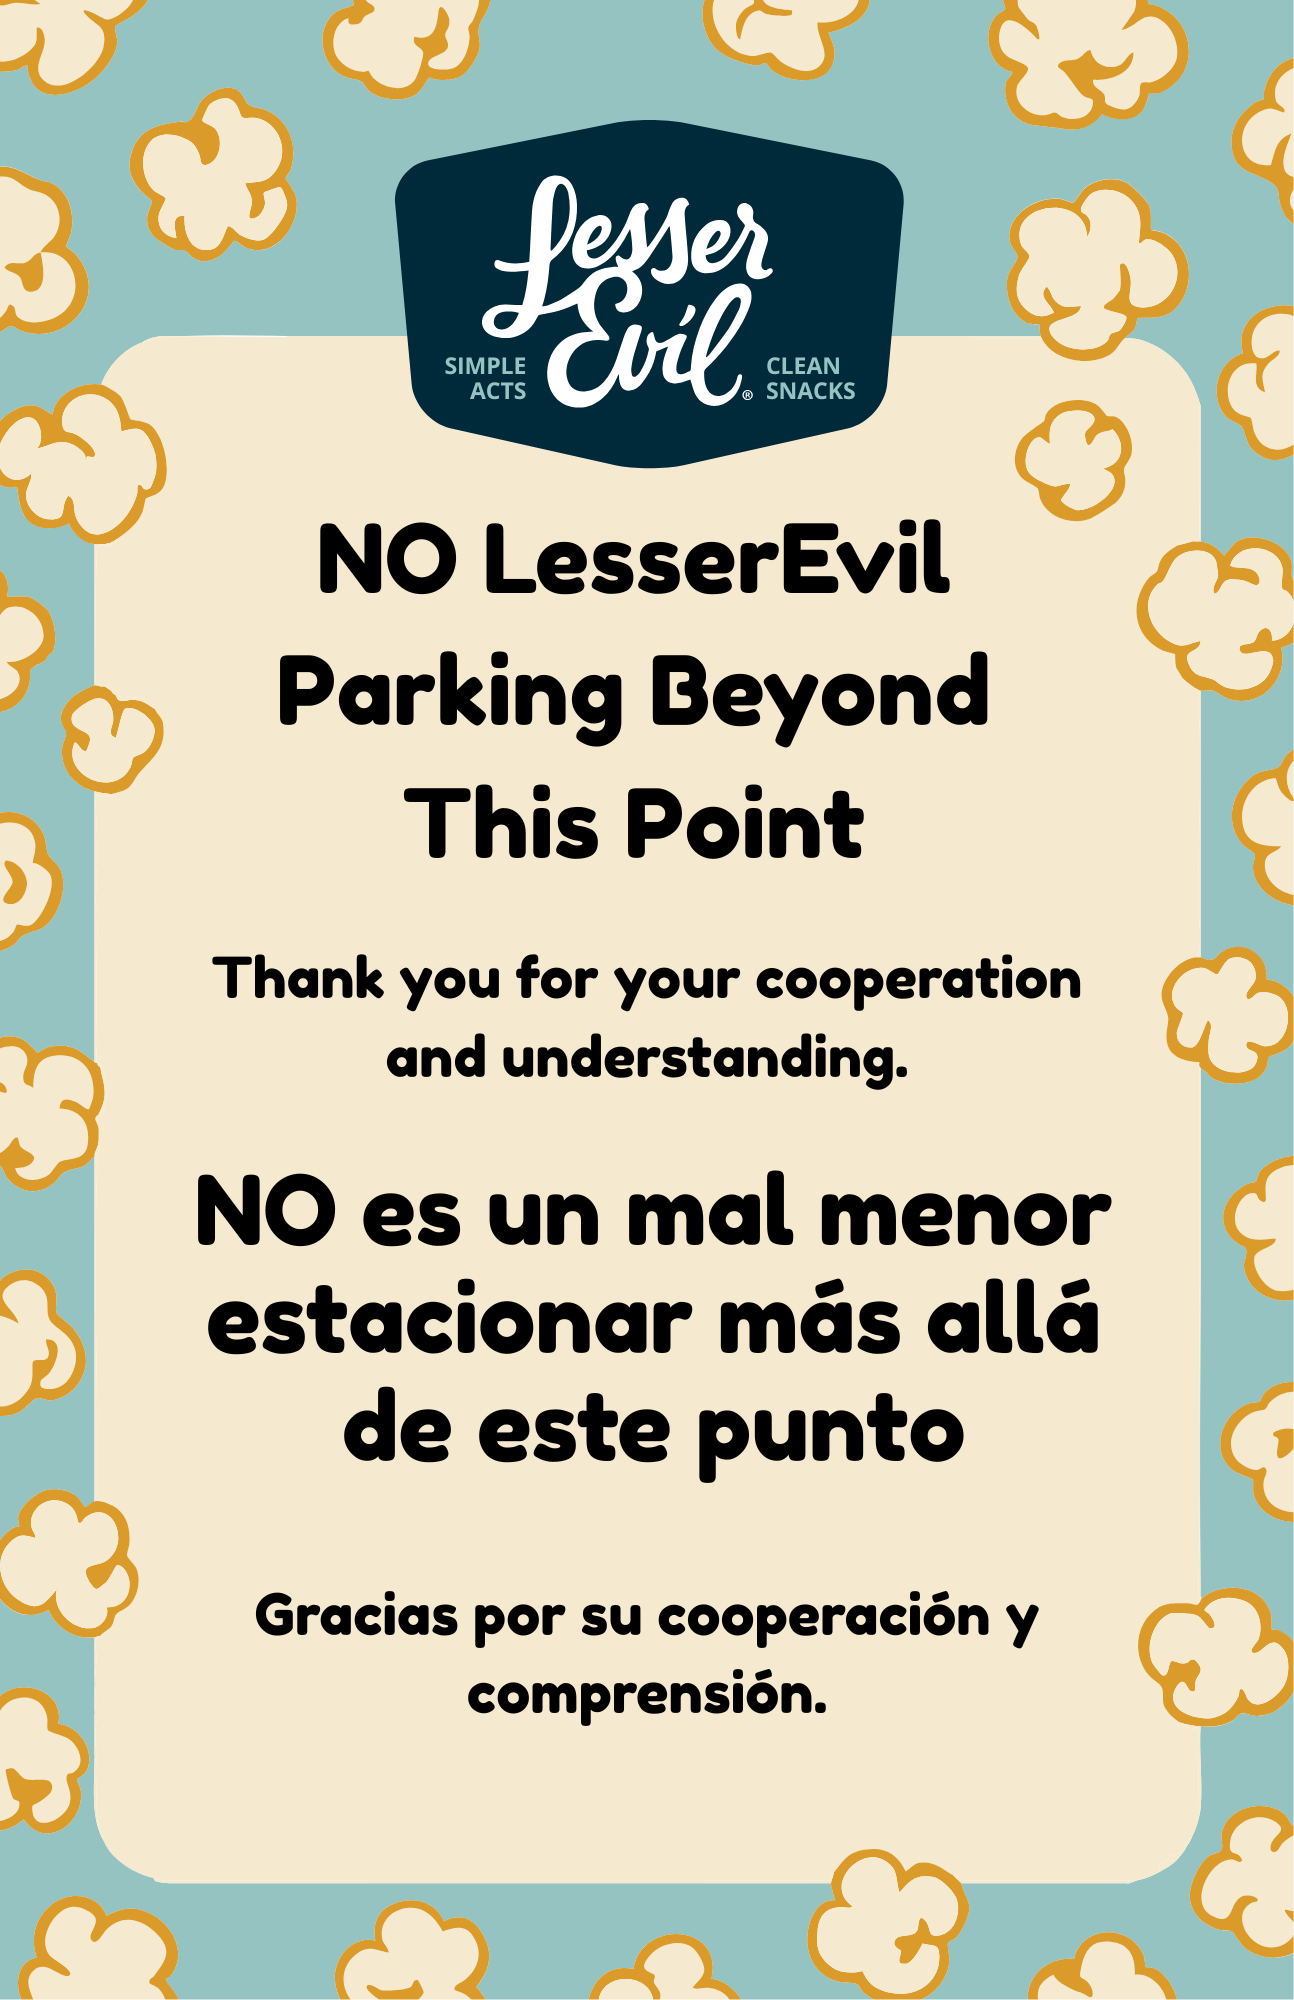 Lesser
Evil®
SIMPLE
ACTS
CLEAN
SNACKS
NO LesserEvil
Parking Beyond
This Point
Thank you for your cooperation
and understanding.
NO es un mal menor
estacionar más allá
de este punto
Gracias por su cooperación y
comprensión.